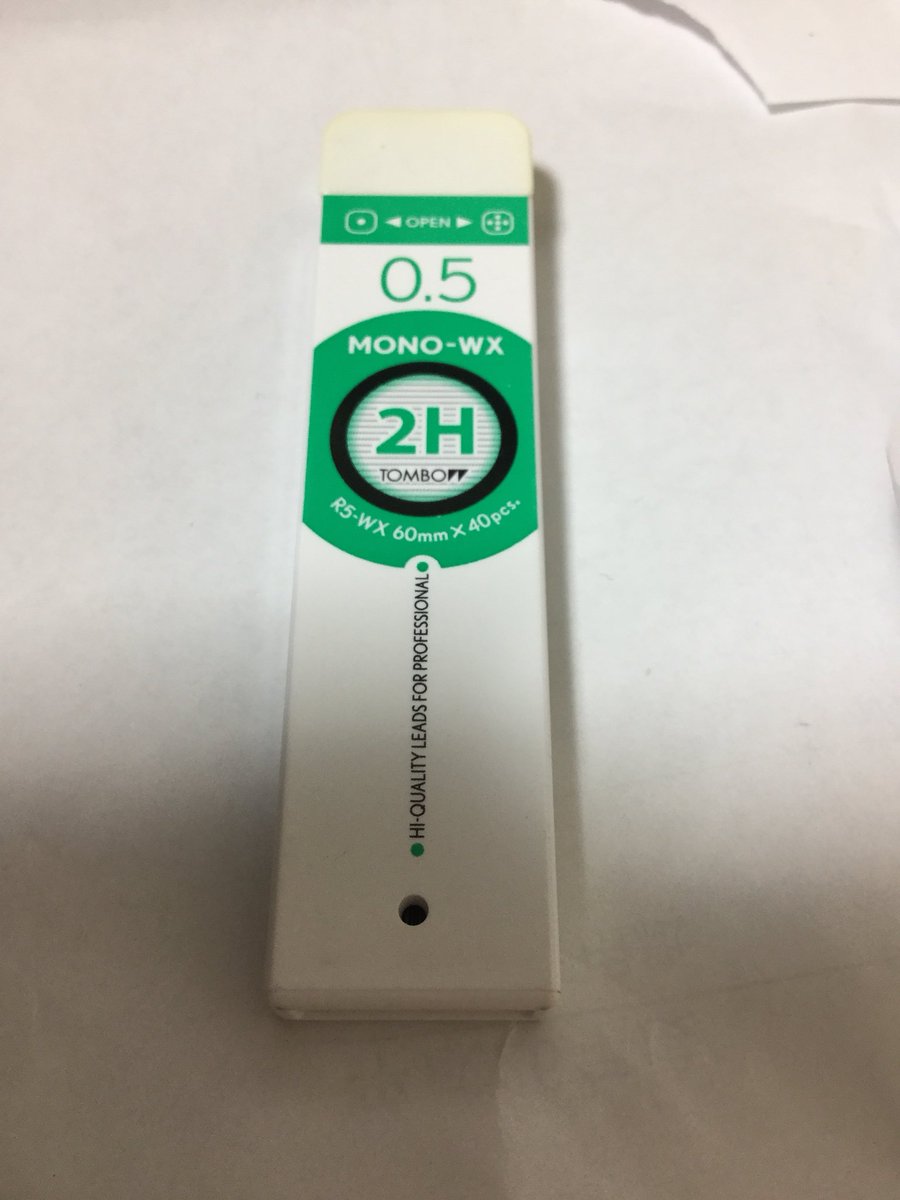 ◄ OPEN ►
0.5
MONO-WX
2H
TOMBO
R5-WX 60mm×40pcs.
HI-QUALITY LEADS FOR PROFESSIONAL